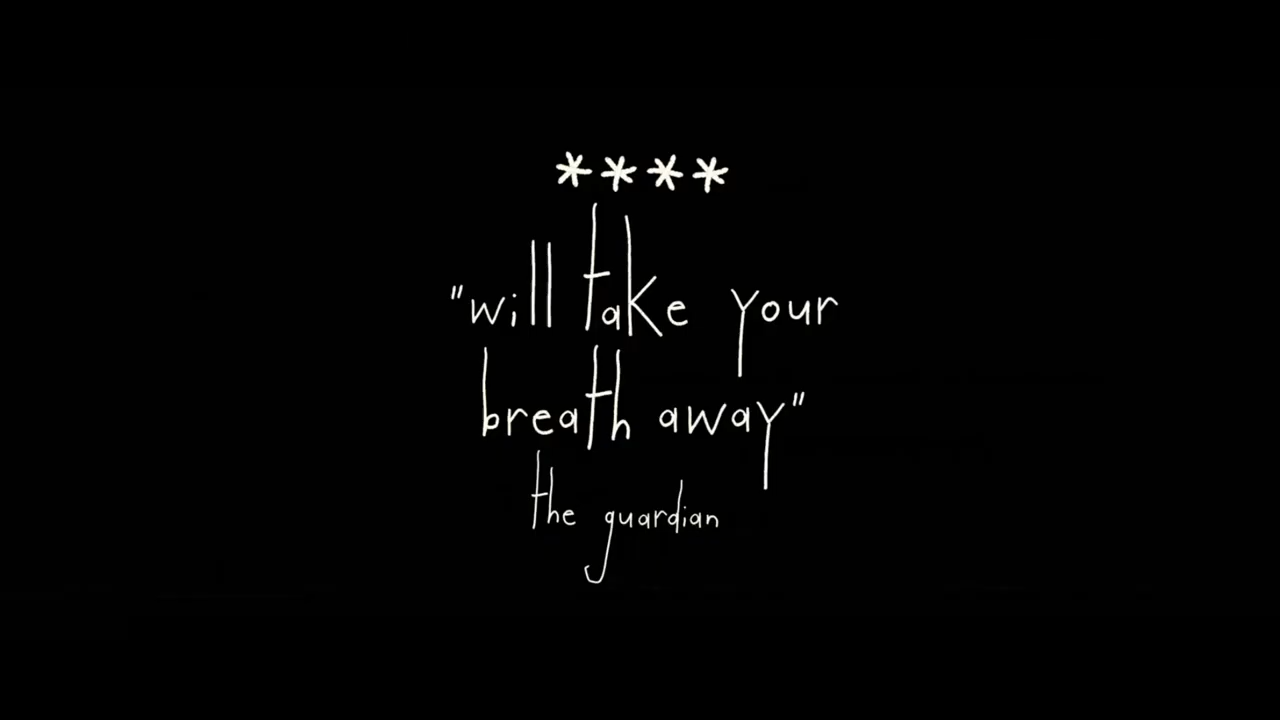 ****
"will take your
breath away"
the guardian